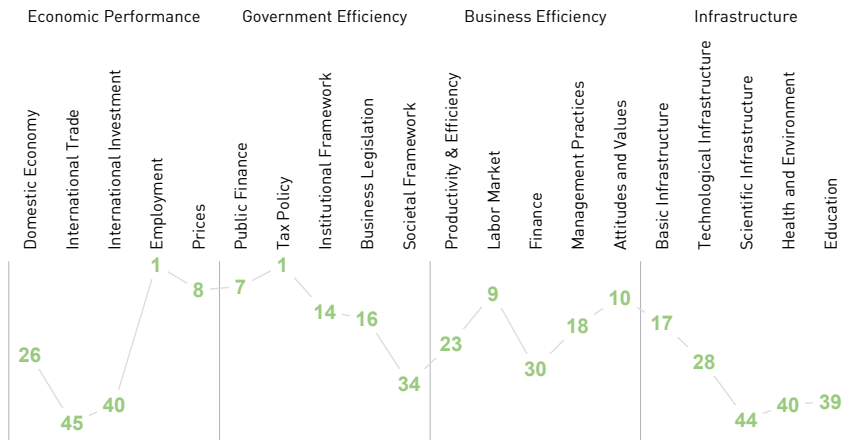 Economic Performance
Government Efficiency
Business Efficiency
Infrastructure
Domestic Economy
International Trade
International Investment
Employment
Prices
Public Finance
Tax Policy
Institutional Framework
Business Legislation
Societal Framework
Productivity & Efficiency
Labor Market
Finance
Management Practices
Attitudes and Values
Basic Infrastructure
Technological Infrastructure
Scientific Infrastructure
Health and Environment
Education
26
45
40
1
8
7
1
14
16
34
23
9
30
18
10
17
28
44
40
39